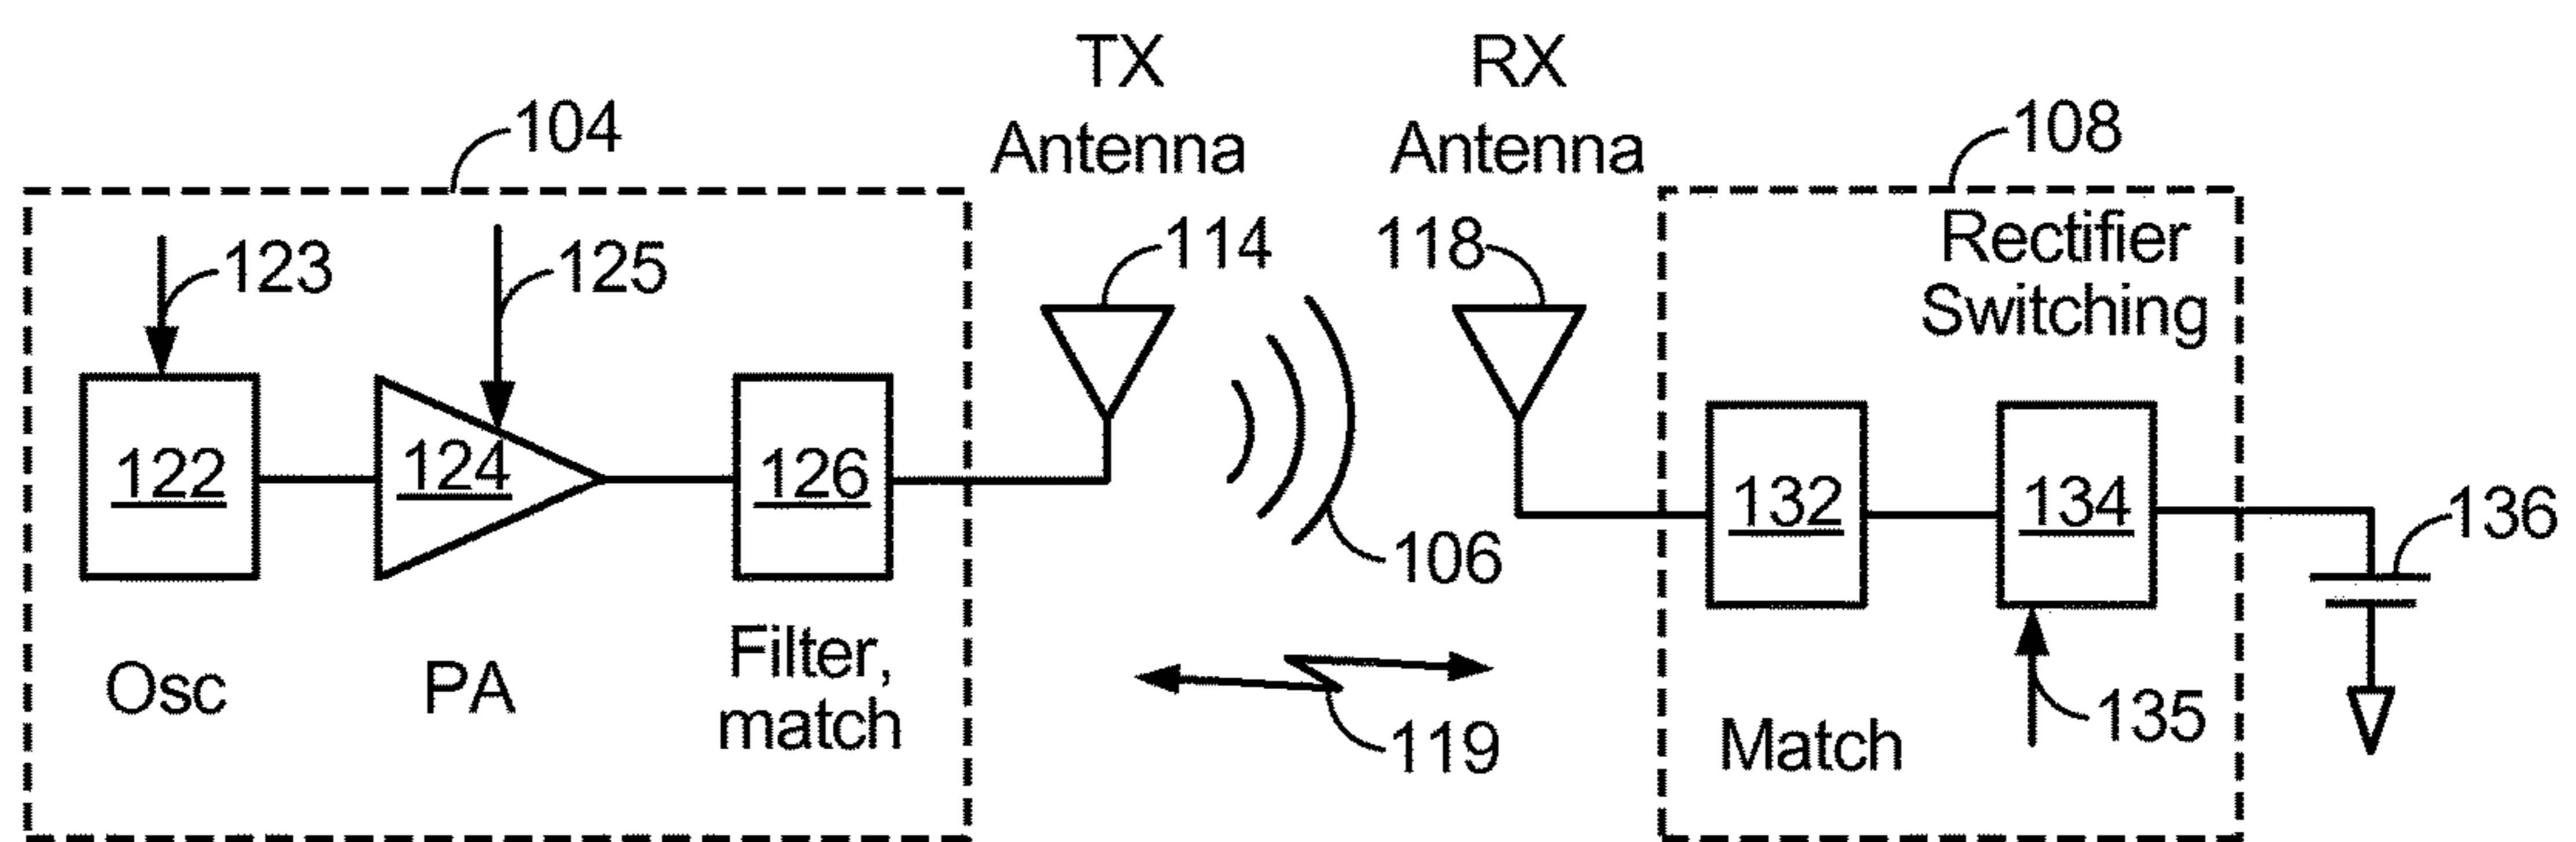 TX
Antenna
RX
Antenna
104
108
114
118
Rectifier
Switching
123
125
122
124
126
132
134
136
106
Osc
PA
Filter,
match
119
Match
135